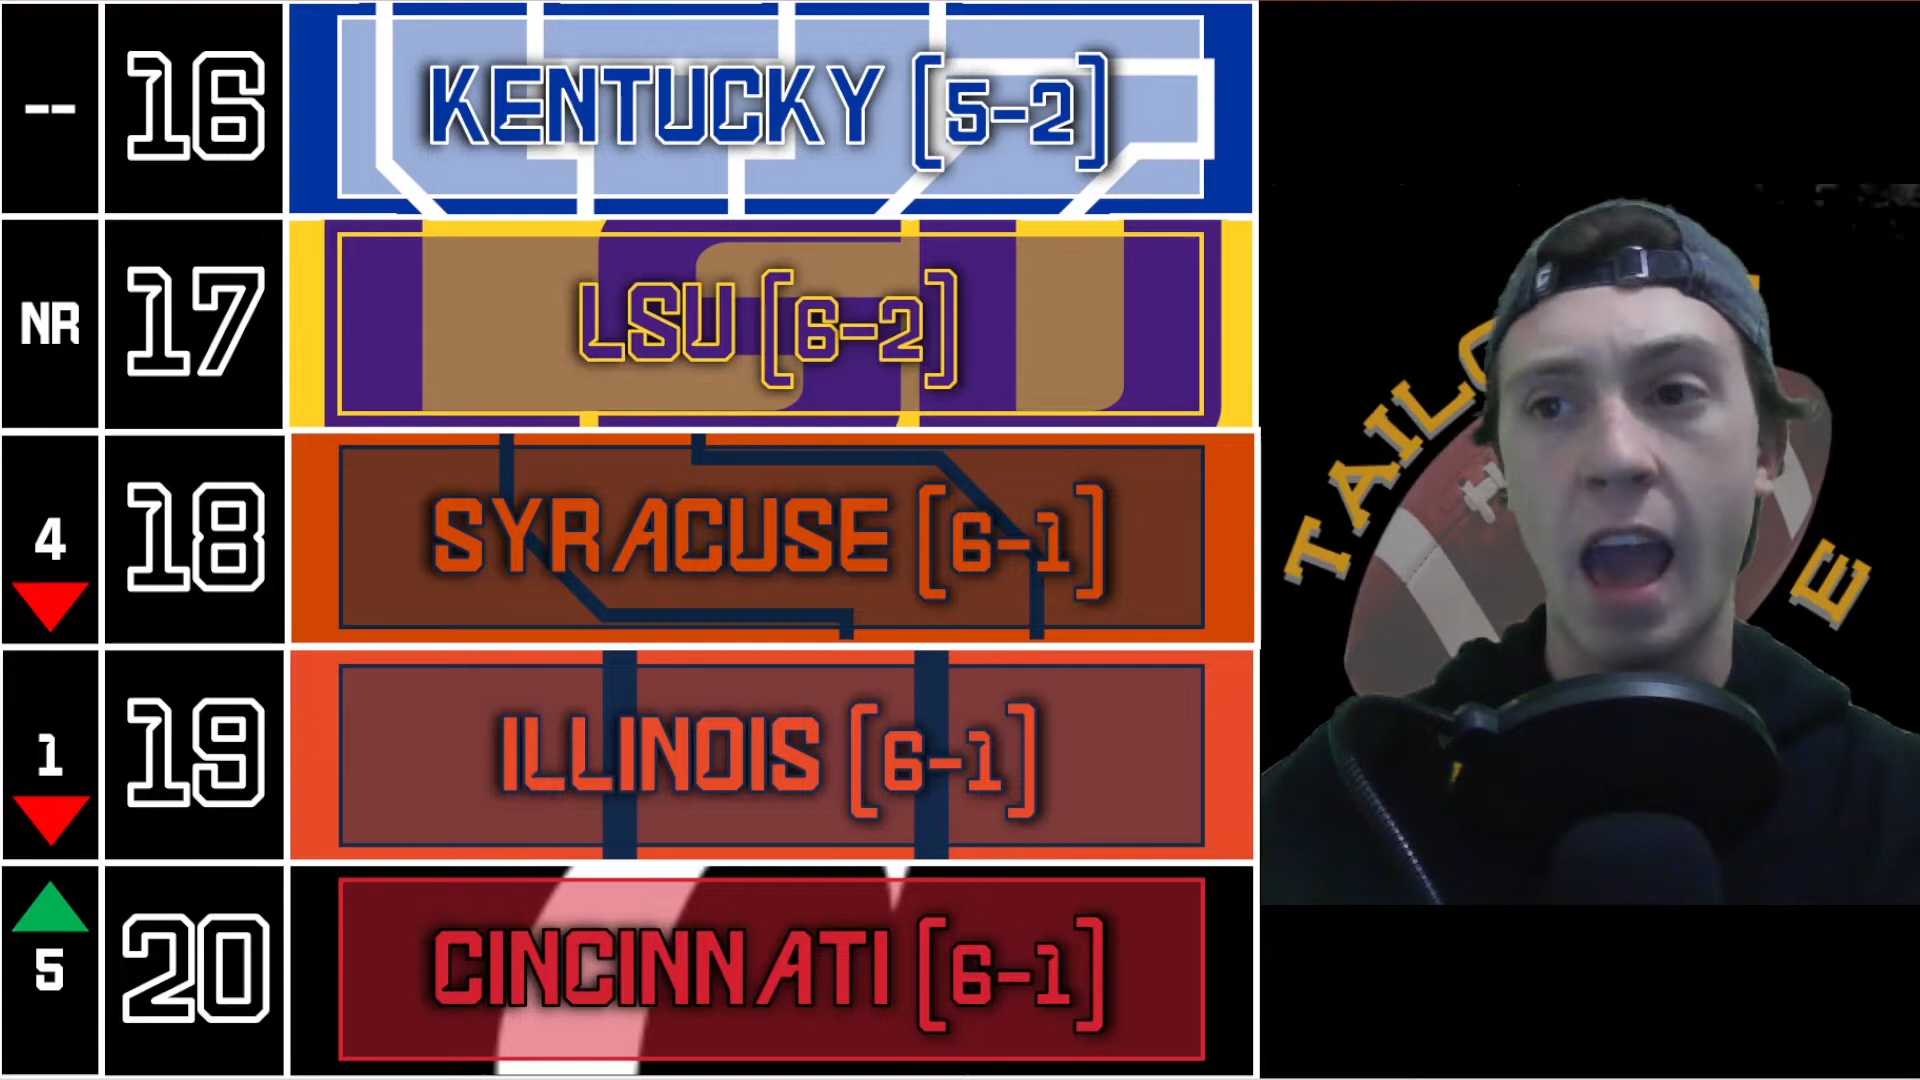 -- 16 KENTUCKY [5-2]
NR 17 LSU [6-2]
4 18 SYRACUSE [6-1]
1 19 ILLINOIS [6-1]
5 20 CINCINNATI [6-1]